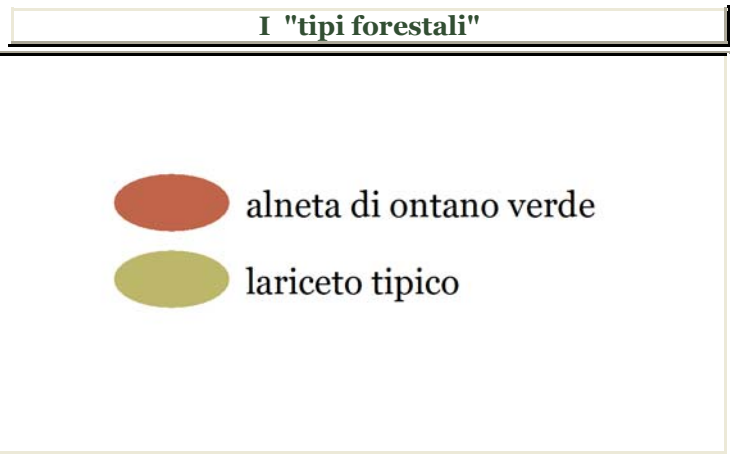 I "tipi forestali"
alneta di ontano verde
lariceto tipico